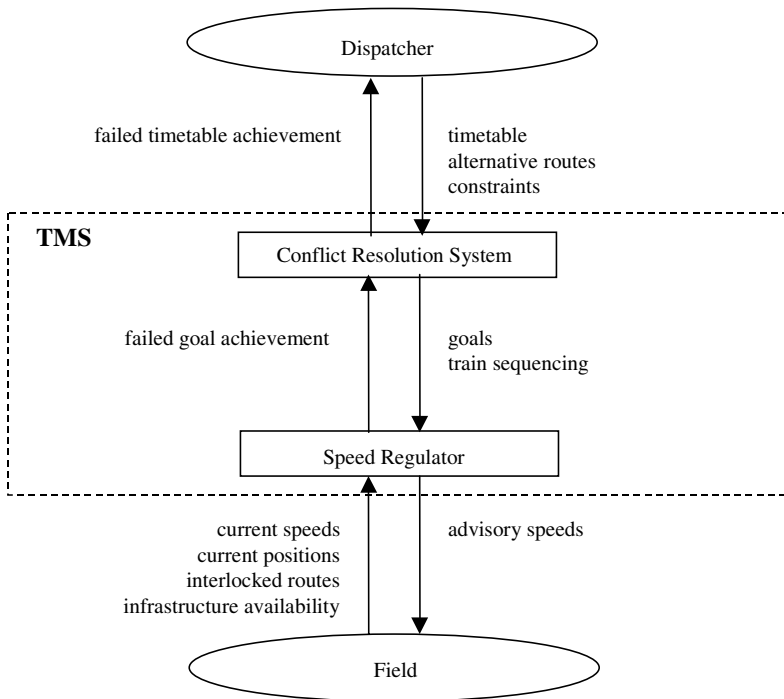 Dispatcher
failed timetable achievement
timetable
alternative routes
constraints
TMS
Conflict Resolution System
failed goal achievement
goals
train sequencing
Speed Regulator
current speeds
current positions
interlocked routes
infrastructure availability
advisory speeds
Field